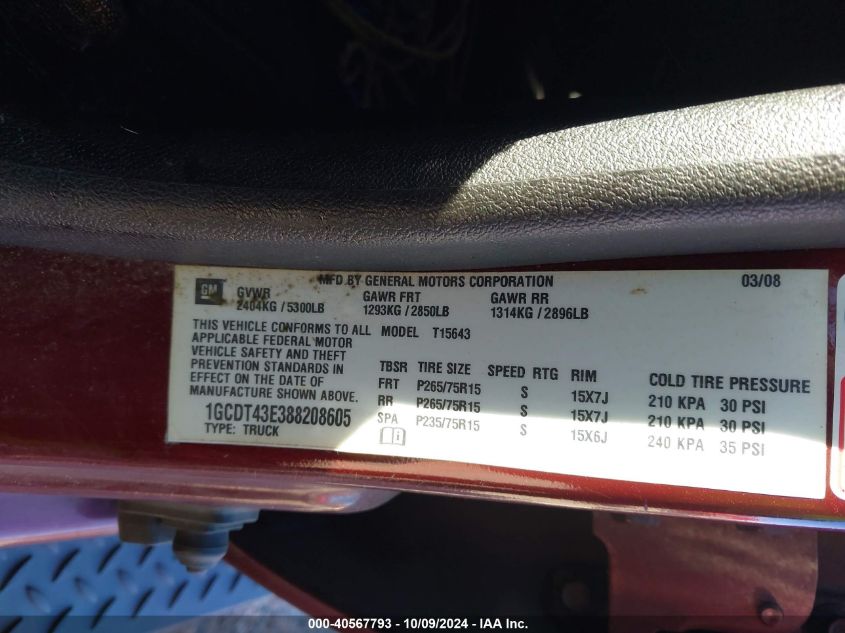 MFD BY GENERAL MOTORS CORPORATION 03/08
GM GVWR GAWR FRT GAWR RR
2404KG / 5300LB 1293KG / 2850LB 1314KG / 2896LB
THIS VEHICLE CONFORMS TO ALL MODEL T15643
APPLICABLE FEDERAL MOTOR
VEHICLE SAFETY AND THEFT
PREVENTION STANDARDS IN
EFFECT ON THE DATE OF
MANUFACTURE SHOWN ABOVE.
1GCDT43E388208605
TYPE: TRUCK
TBSR TIRE SIZE SPEED RTG RIM COLD TIRE PRESSURE
FRT P265/75R15 S 15X7J 210 KPA 30 PSI
RR P265/75R15 S 15X7J 210 KPA 30 PSI
SPA P235/75R15 S 15X6J 240 KPA 35 PSI
000-40567793 - 10/09/2024 - IAA Inc.